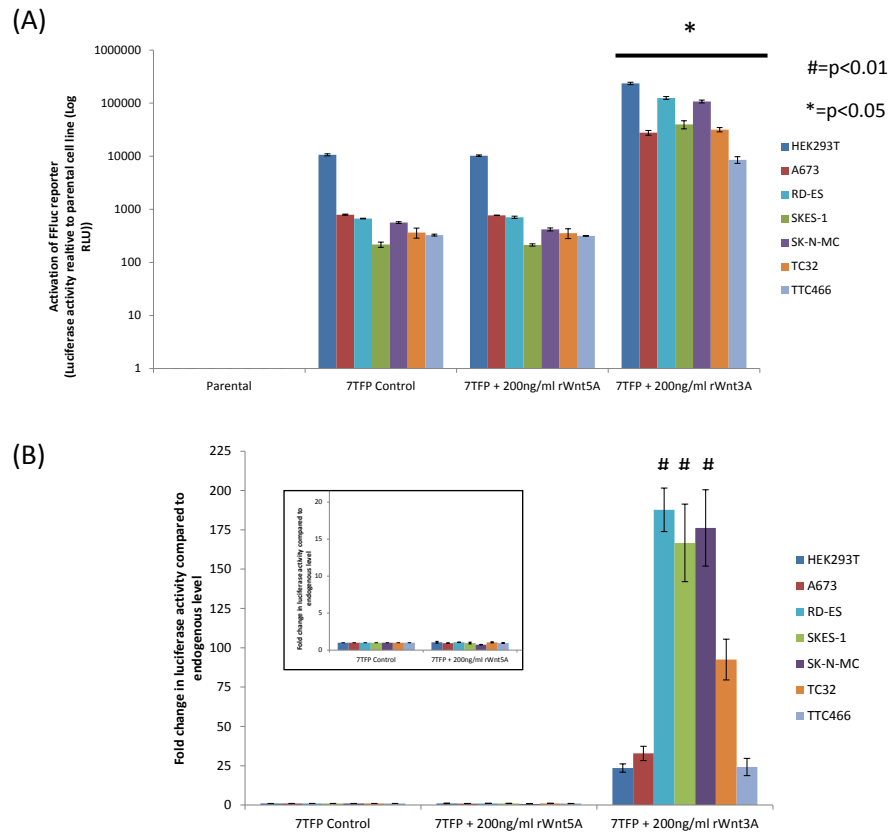 (A)
*
#=p<0.01
*=p<0.05
Activation of FFluc reporter
(Luciferase activity realtive to parental cell line (Log
RLU))
1000000
100000
10000
1000
100
10
1
Parental
7TFP Control
7TFP + 200ng/ml rWnt5A
7TFP + 200ng/ml rWnt3A
HEK293T
A673
RD-ES
SKES-1
SK-N-MC
TC32
TTC466
(B)
Fold change in luciferase activity compared to
endogenous level
225
200
175
150
125
100
75
50
25
0
# # #
Fold change in luciferase activity compared to
endogenous level
20
15
10
5
0
7TFP Control
7TFP + 200ng/ml rWnt5A
7TFP Control
7TFP + 200ng/ml rWnt5A
7TFP + 200ng/ml rWnt3A
HEK293T
A673
RD-ES
SKES-1
SK-N-MC
TC32
TTC466